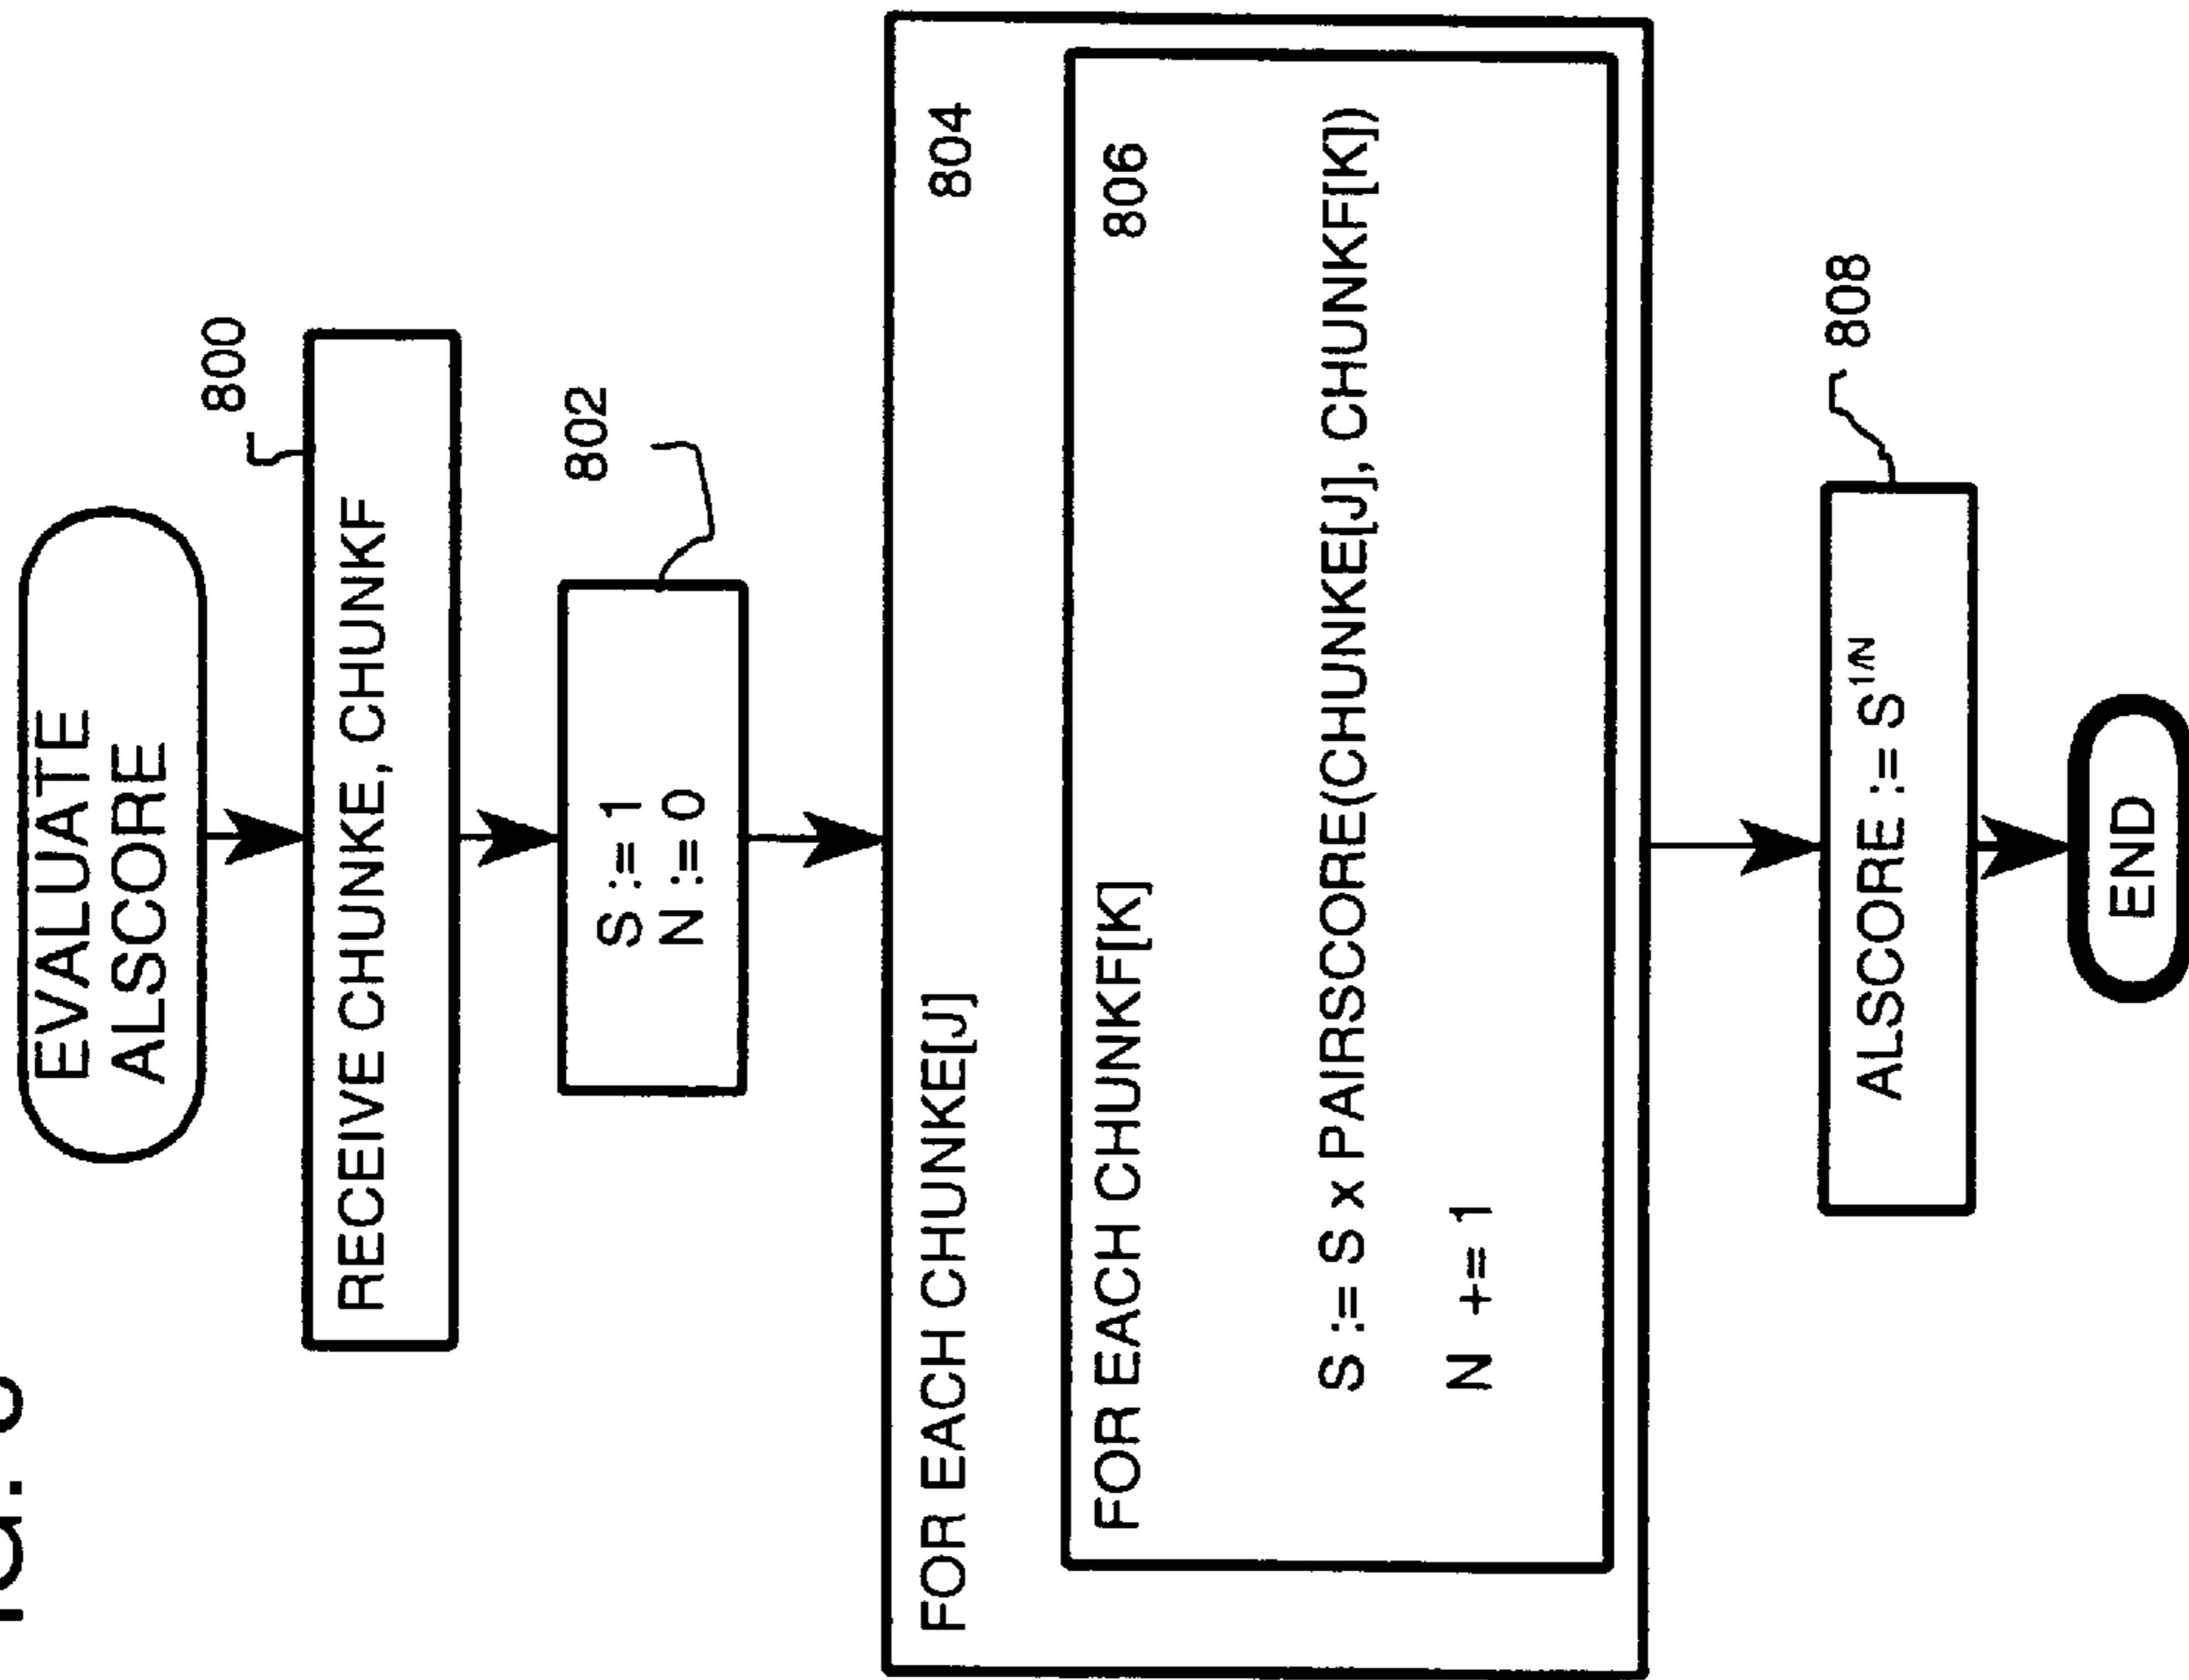 EVALUATE
ALSCORE
800
RECEIVE CHUNKE, CHUNKF
802
S := 1
N := 0
804
FOR EACH CHUNKE[J]
806
FOR EACH CHUNKF[K]
S := S x PAIRSCORE(CHUNKE[J], CHUNKF[K])
N += 1
808
ALSCORE := S^1/N
END